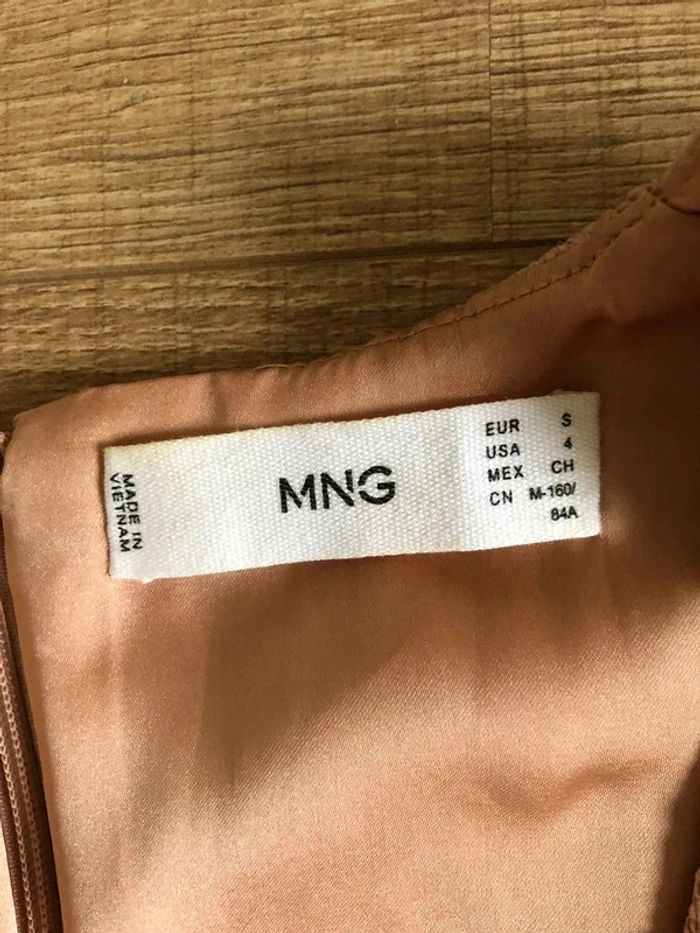 MADE IN
VIETNAM
MNG
EUR S
USA 4
MEX CH
CN M-160/
84A